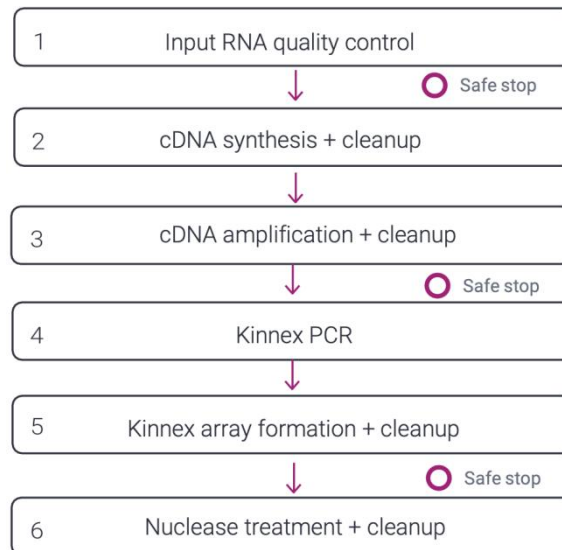 1 Input RNA quality control
Safe stop
2 cDNA synthesis + cleanup
3 cDNA amplification + cleanup
Safe stop
4 Kinnex PCR
5 Kinnex array formation + cleanup
Safe stop
6 Nuclease treatment + cleanup